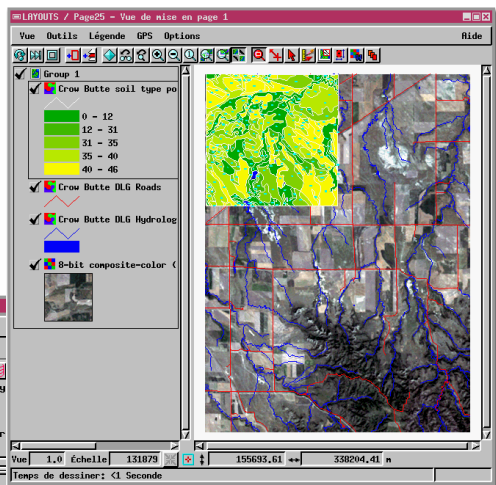 LAYOUTS / Page25 - Vue de mise en page 1
Vue Outils Légende GPS Options Aide
Group 1
Crow Butte soil type po
0 - 12
12 - 31
31 - 35
35 - 40
40 - 46
Crow Butte DLG Roads
Crow Butte DLG Hydrolog
8-bit composite-color (
Vue 1.0 Échelle 131879 155693.61 338204.41 m
Temps de dessiner: <1 Seconde